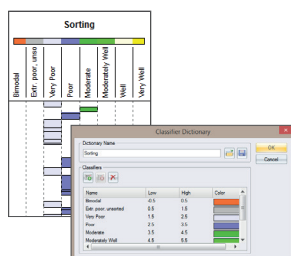 Sorting
Bimodal
Extr. poor, unso
Very Poor
Poor
Moderate
Moderately Well
Well
Very Well
Classifier Dictionary
Dictionary Name
Sorting
OK
Cancel
Classifiers
Name Low High Color
Bimodal -0.5 0.5
Extr. poor, unsorted 0.5 1.5
Very Poor 1.5 2.5
Poor 2.5 3.5
Moderate 3.5 4.5
Moderately Well 4.5 5.5